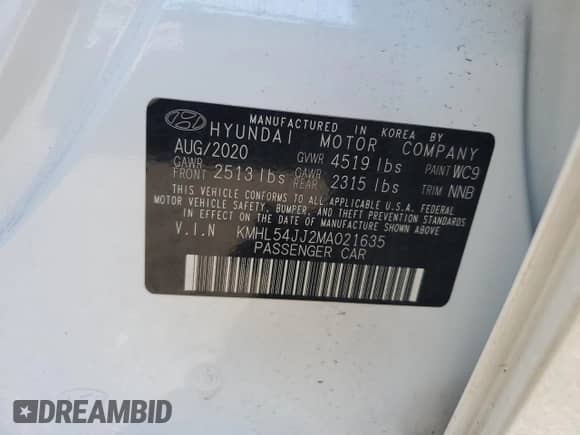 MANUFACTURED IN KOREA BY
HYUNDAI MOTOR COMPANY
AUG/2020 GVWR 4519 lbs PAINT WC9
GAWR FRONT 2513 lbs GAWR REAR 2315 lbs TRIM NNB
THIS VEHICLE CONFORMS TO ALL APPLICABLE U.S.A. FEDERAL
MOTOR VEHICLE SAFETY, BUMPER, AND THEFT PREVENTION STANDARDS
IN EFFECT ON THE DATE OF MANUFACTURE SHOWN ABOVE.
V.I.N KMHL54JJ2MA021635
PASSENGER CAR
DREAMBID